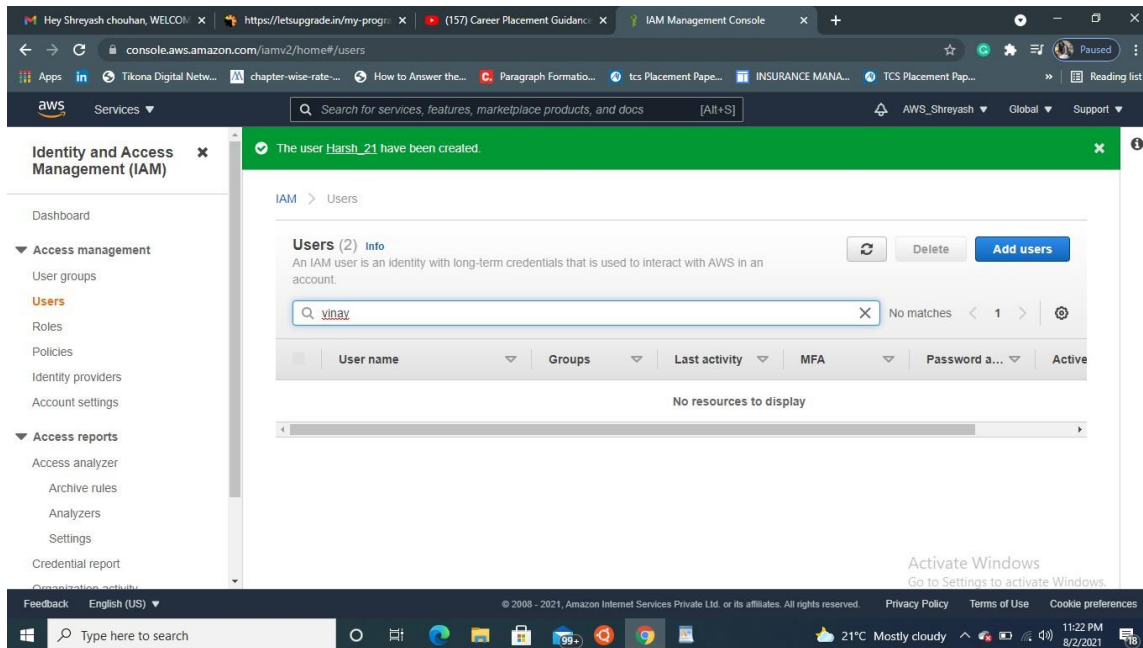 Hey Shreyash chouhan, WELCOM
https://letsupgrade.in/my-progra
(157) Career Placement Guidance
IAM Management Console
console.aws.amazon.com/iamv2/home#/users
Paused
Apps
Tikona Digital Netw...
chapter-wise-rate-...
How to Answer the...
Paragraph Formatio...
tcs Placement Pape...
INSURANCE MANA...
TCS Placement Pap...
»
Reading list
aws
Services
Search for services, features, marketplace products, and docs
[Alt+S]
AWS_Shreyash
Global
Support
Identity and Access Management (IAM)
Dashboard
Access management
User groups
Users
Roles
Policies
Identity providers
Account settings
Access reports
Access analyzer
Archive rules
Analyzers
Settings
Credential report
Organization activity
The user Harsh_21 have been created.
IAM > Users
Users (2) Info
An IAM user is an identity with long-term credentials that is used to interact with AWS in an
account.
Delete
Add users
vinay
No matches
1
User name
Groups
Last activity
MFA
Password a...
Active
No resources to display
Activate Windows
Go to Settings to activate Windows.
Feedback
English (US)
© 2008 - 2021, Amazon Internet Services Private Ltd. or its affiliates. All rights reserved.
Privacy Policy
Terms of Use
Cookie preferences
Type here to search
99+
21°C Mostly cloudy
11:22 PM
8/2/2021
18